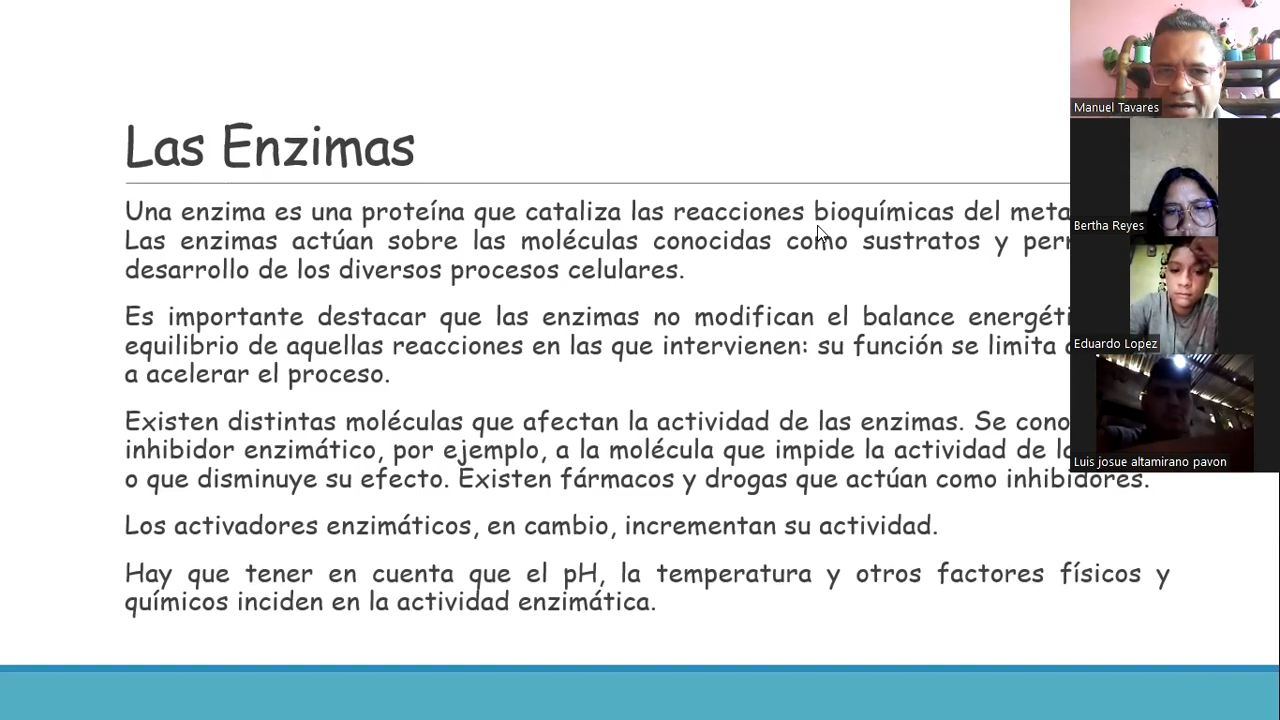 Las Enzimas
Una enzima es una proteína que cataliza las reacciones bioquímicas del
Las enzimas actúan sobre las moléculas conocidas como sustratos y
desarrollo de los diversos procesos celulares.
Es importante destacar que las enzimas no modifican el balance
equilibrio de aquellas reacciones en las que intervienen: su función se limita
a acelerar el proceso.
Existen distintas moléculas que afectan la actividad de las enzimas. Se
inhibidor enzimático, por ejemplo, a la molécula que impide la actividad de
o que disminuye su efecto. Existen fármacos y drogas que actúan como inhibidores.
Los activadores enzimáticos, en cambio, incrementan su actividad.
Hay que tener en cuenta que el pH, la temperatura y otros factores físicos y
químicos inciden en la actividad enzimática.
Manuel Tavares
Bertha Reyes
Eduardo Lopez
Luis josue altamirano pavon